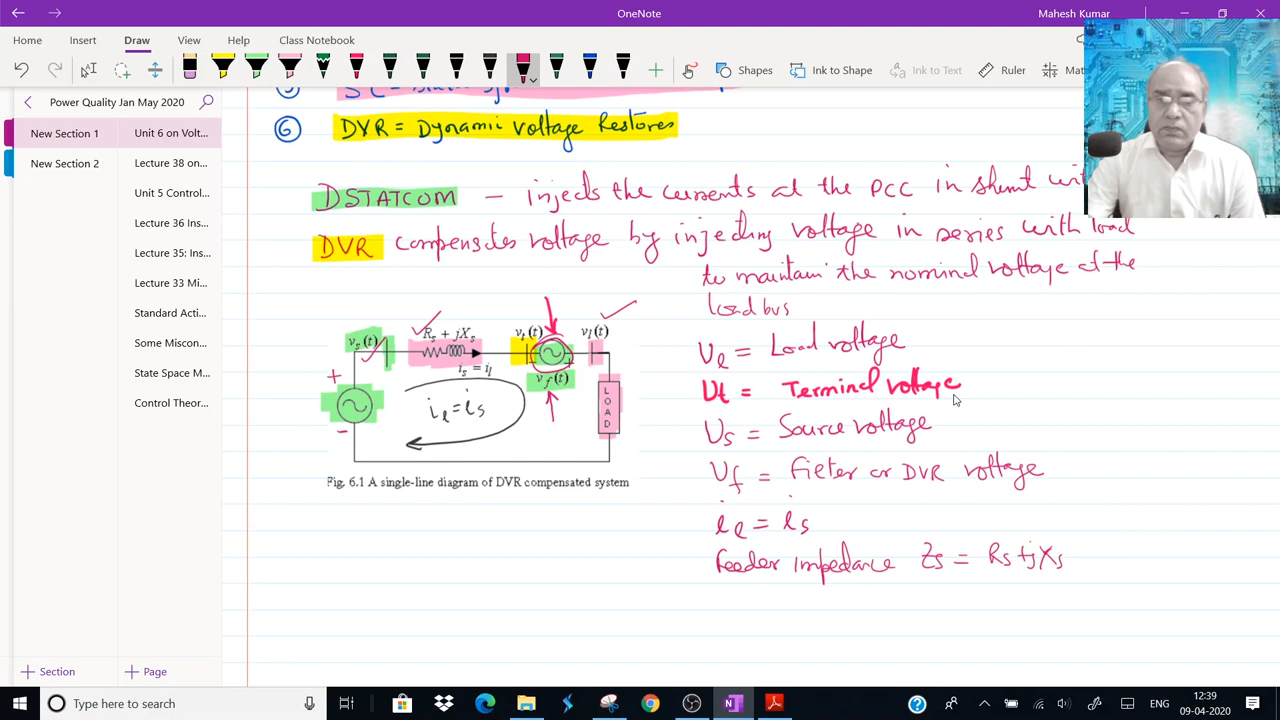 OneNote
Mahesh Kumar
Home Insert Draw View Help Class Notebook
Shapes Ink to Shape Ink to Text Ruler Mat
Power Quality Jan May 2020
New Section 1
New Section 2
Unit 6 on Volt...
Lecture 38 on...
Unit 5 Control...
Lecture 36 Ins...
Lecture 35: Ins...
Lecture 33 Mi...
Standard Acti...
Some Miscon...
State Space M...
Control Theor...
Section
Page
⑥ DVR = Dynamic Voltage Restores
DSTATCOM – injects the currents at the PCC in shunt wit
DVR compensates voltage by injecting voltage in series with load
to maintain the nominal voltage at the
load bus
vs(t) Rs + jXs vt(t) vl(t)
is = il
vf(t)
+
-
- +
il = is
LOAD
Fig. 6.1 A single-line diagram of DVR compensated system
Vl = Load voltage
Vt = Terminal voltage
Vs = Source voltage
Vf = Filter or DVR voltage
il = is
Feeder impedance Zs = Rs+jXs
Type here to search
ENG
12:39
09-04-2020